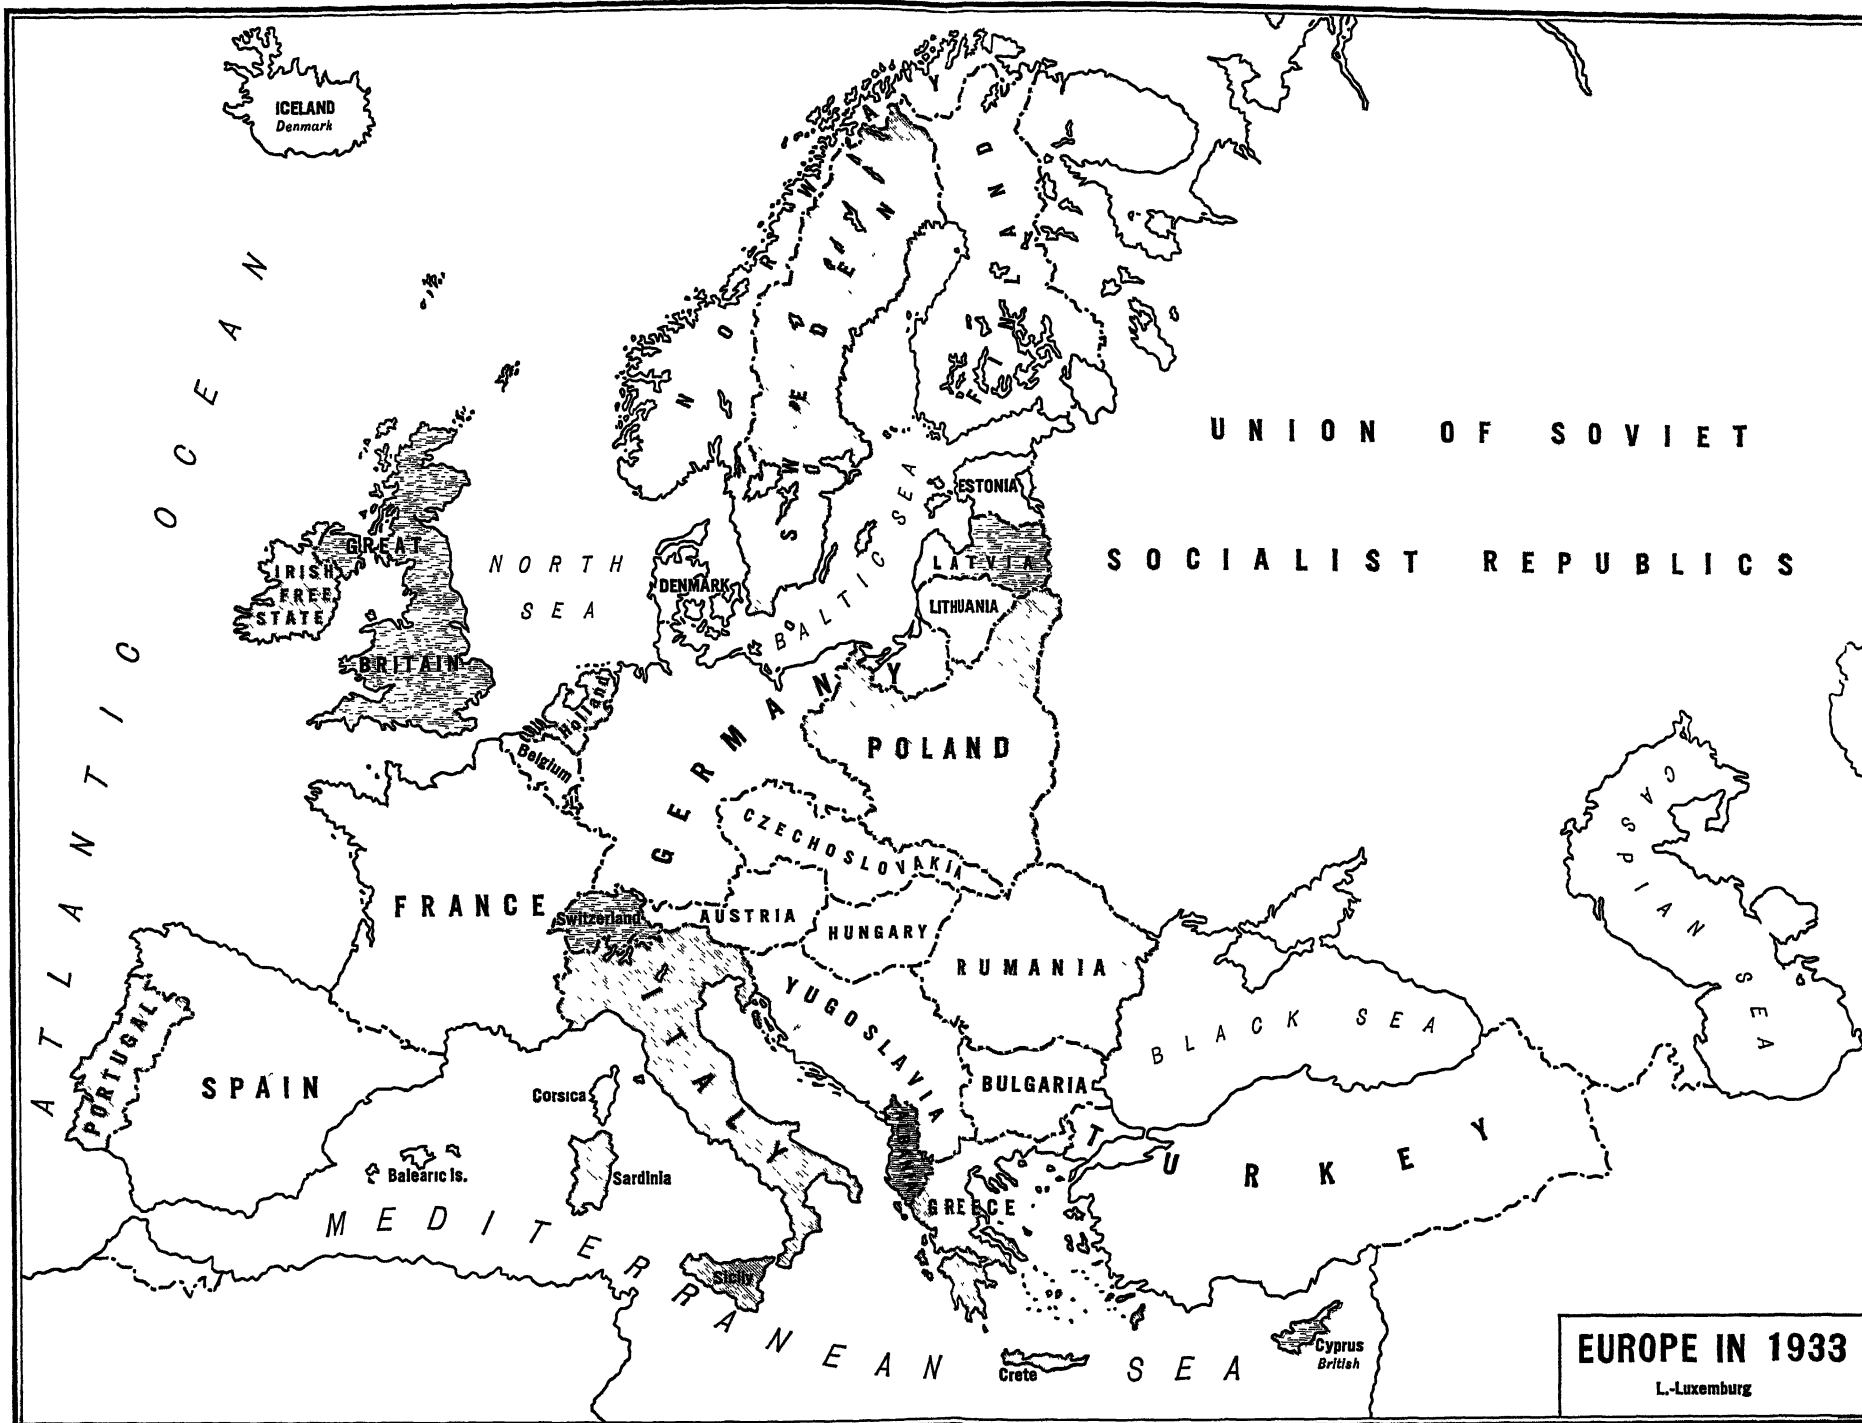 ICELAND
Denmark
ATLANTIC OCEAN
NORWAY
SWEDEN
FINLAND
UNION OF SOVIET
SOCIALIST REPUBLICS
NORTH
SEA
BALTIC SEA
ESTONIA
LATVIA
LITHUANIA
DENMARK
GREAT
BRITAIN
IRISH
FREE
STATE
Holland
Belgium
L.
GERMANY
POLAND
CZECHOSLOVAKIA
FRANCE
Switzerland
AUSTRIA
HUNGARY
RUMANIA
YUGOSLAVIA
ITALY
BULGARIA
BLACK SEA
CASPIAN SEA
PORTUGAL
SPAIN
Corsica
Sardinia
Balearic Is.
Sicily
GREECE
TURKEY
MEDITERRANEAN SEA
Crete
Cyprus
British
EUROPE IN 1933
L.-Luxemburg